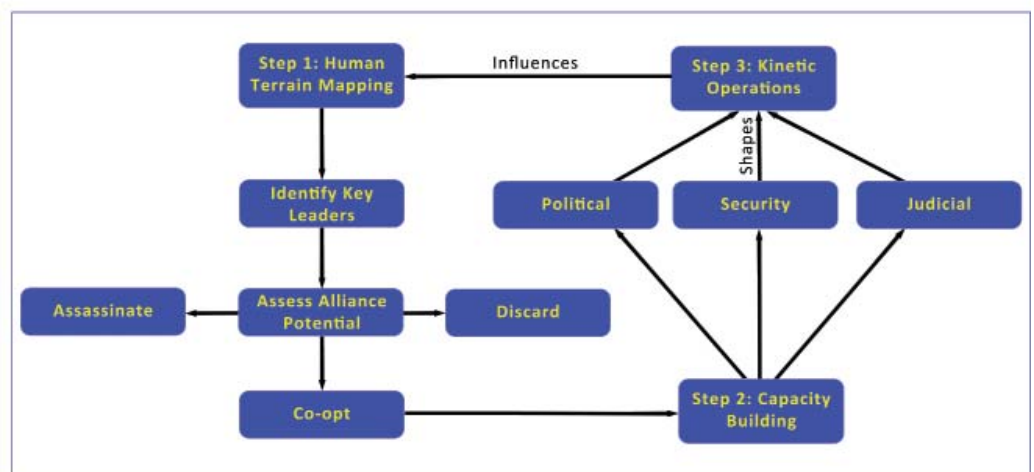 Step 1: Human
Terrain Mapping
Influences
Step 3: Kinetic
Operations
Shapes
Identify Key
Leaders
Political
Security
Judicial
Assassinate
Assess Alliance
Potential
Discard
Co-opt
Step 2: Capacity
Building